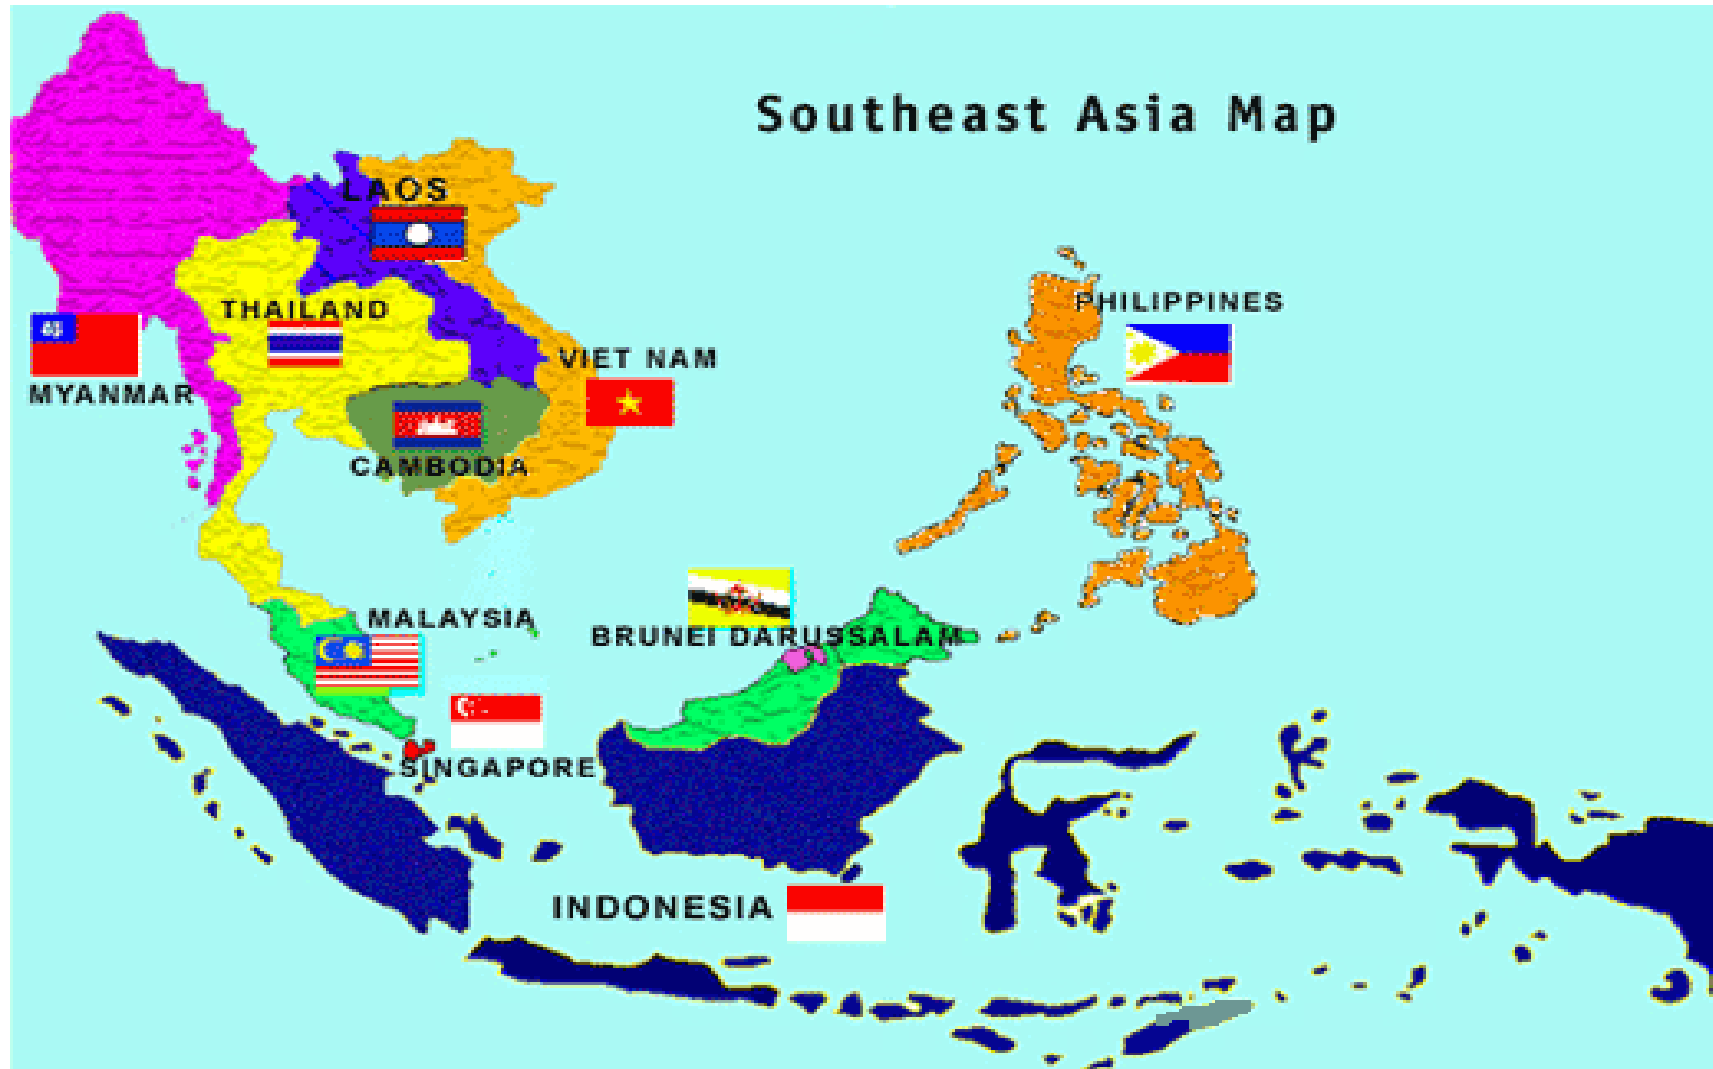 Southeast Asia Map
LAOS
THAILAND
PHILIPPINES
VIET NAM
MYANMAR
CAMBODIA
MALAYSIA
BRUNEI DARUSSALAM
SINGAPORE
INDONESIA